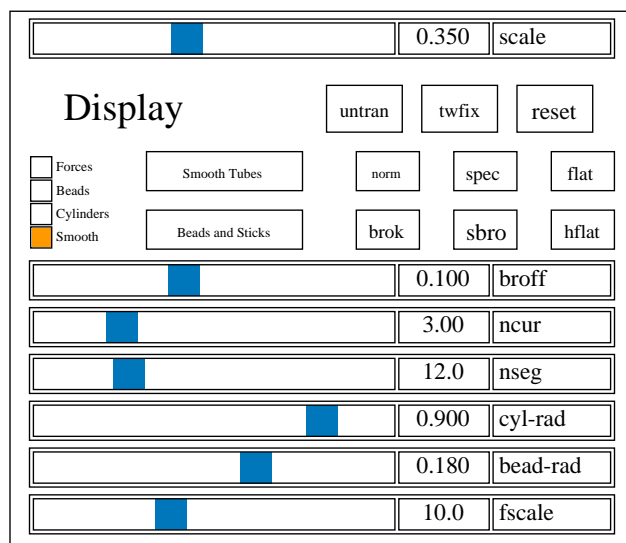 0.350 scale
Display untran twfix reset
Forces
Beads
Cylinders
Smooth
Smooth Tubes norm spec flat
Beads and Sticks brok sbro hflat
0.100 broff
3.00 ncur
12.0 nseg
0.900 cyl-rad
0.180 bead-rad
10.0 fscale